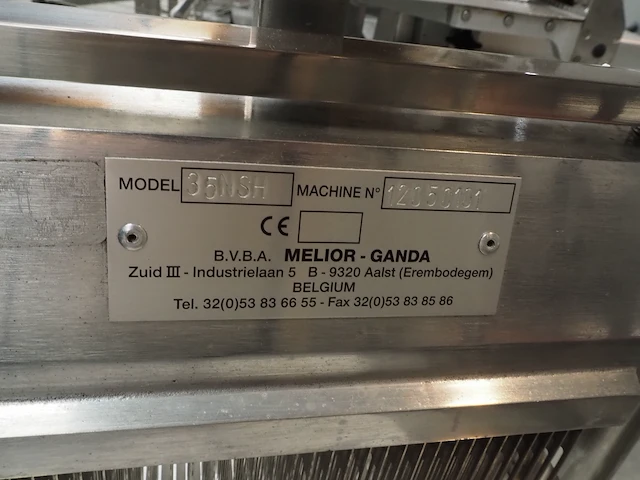 MODEL 35NSH MACHINE Nº 12050101
CE
B.V.B.A. MELIOR - GANDA
Zuid III - Industrielaan 5 B - 9320 Aalst (Erembodegem)
BELGIUM
Tel. 32(0)53 83 66 55 - Fax 32(0)53 83 85 86